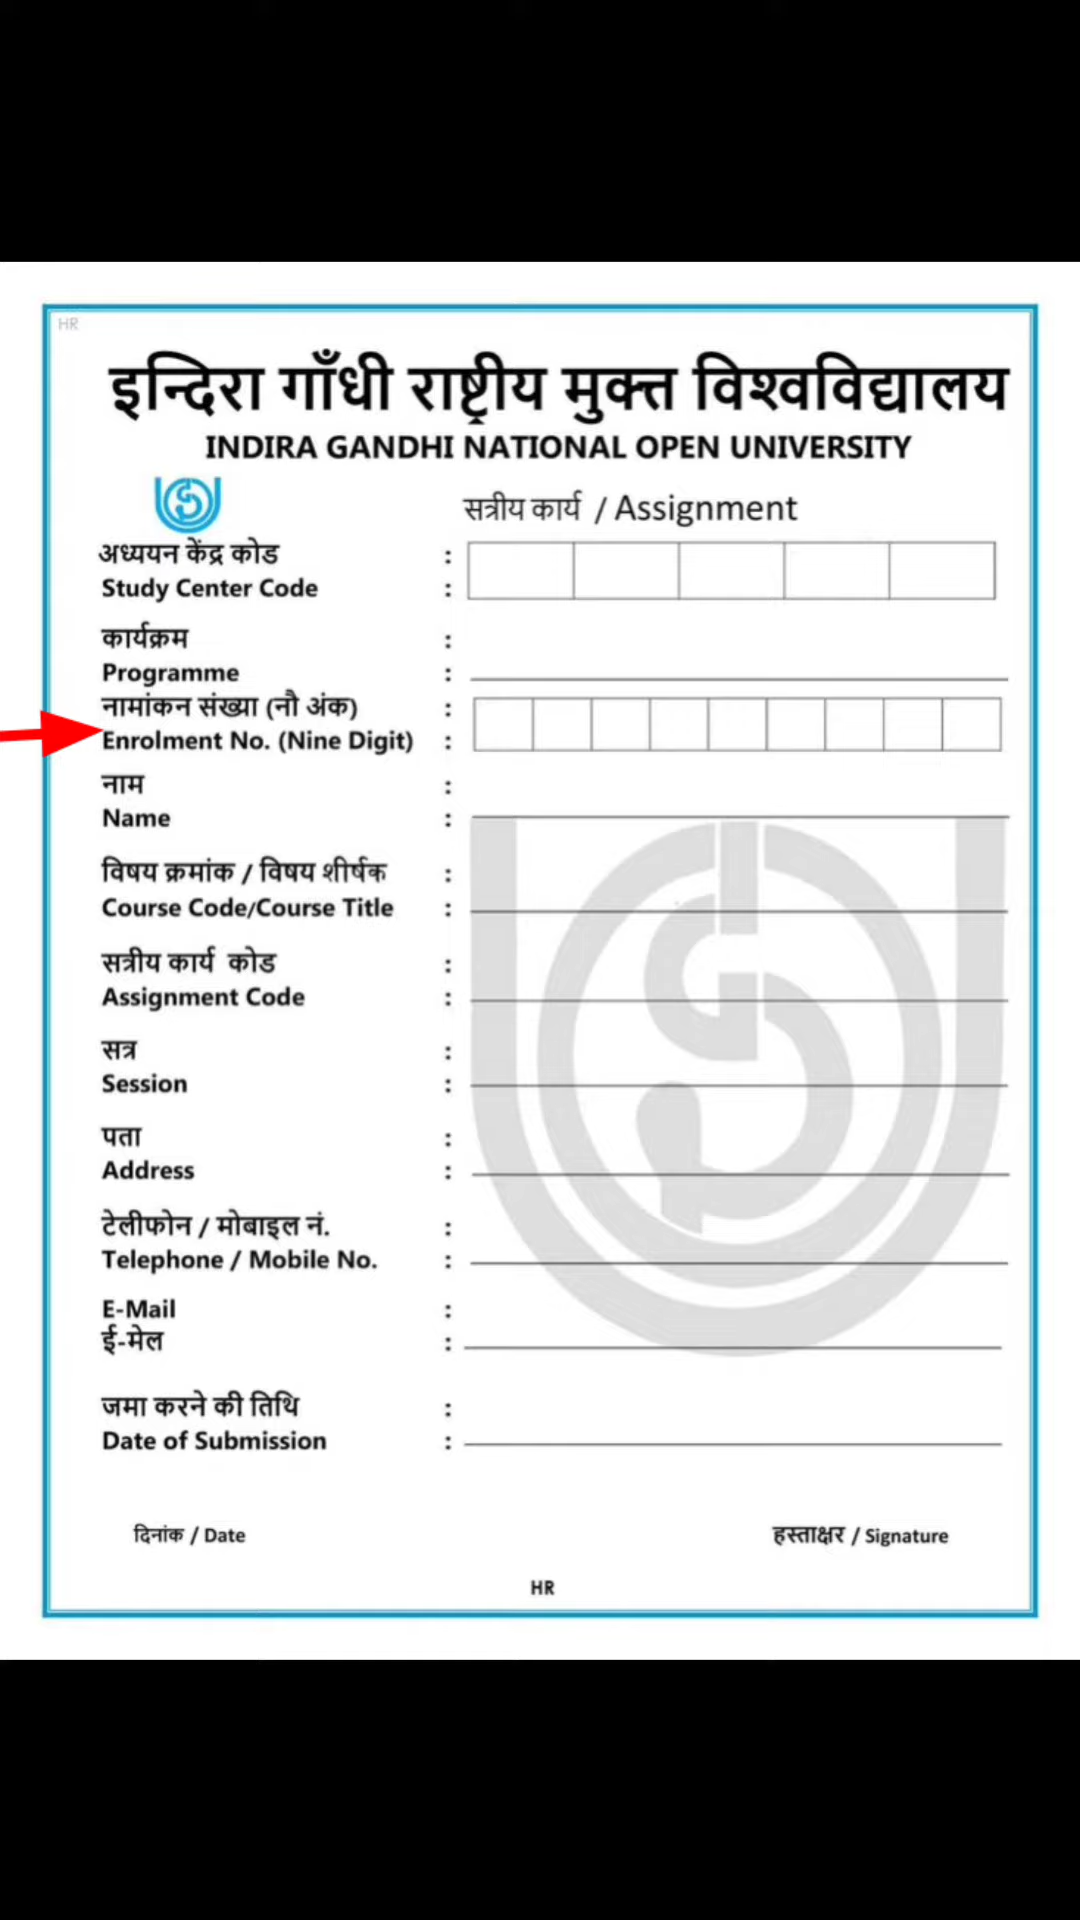 HR
इन्दिरा गाँधी राष्ट्रीय मुक्त विश्वविद्यालय
INDIRA GANDHI NATIONAL OPEN UNIVERSITY
सत्रीय कार्य / Assignment
अध्ययन केंद्र कोड :
Study Center Code :
कार्यक्रम :
Programme :
नामांकन संख्या (नौ अंक) :
Enrolment No. (Nine Digit) :
नाम :
Name :
विषय क्रमांक / विषय शीर्षक :
Course Code/Course Title :
सत्रीय कार्य कोड :
Assignment Code :
सत्र :
Session :
पता :
Address :
टेलीफोन / मोबाइल नं. :
Telephone / Mobile No. :
E-Mail :
ई-मेल :
जमा करने की तिथि :
Date of Submission :
दिनांक / Date हस्ताक्षर / Signature
HR